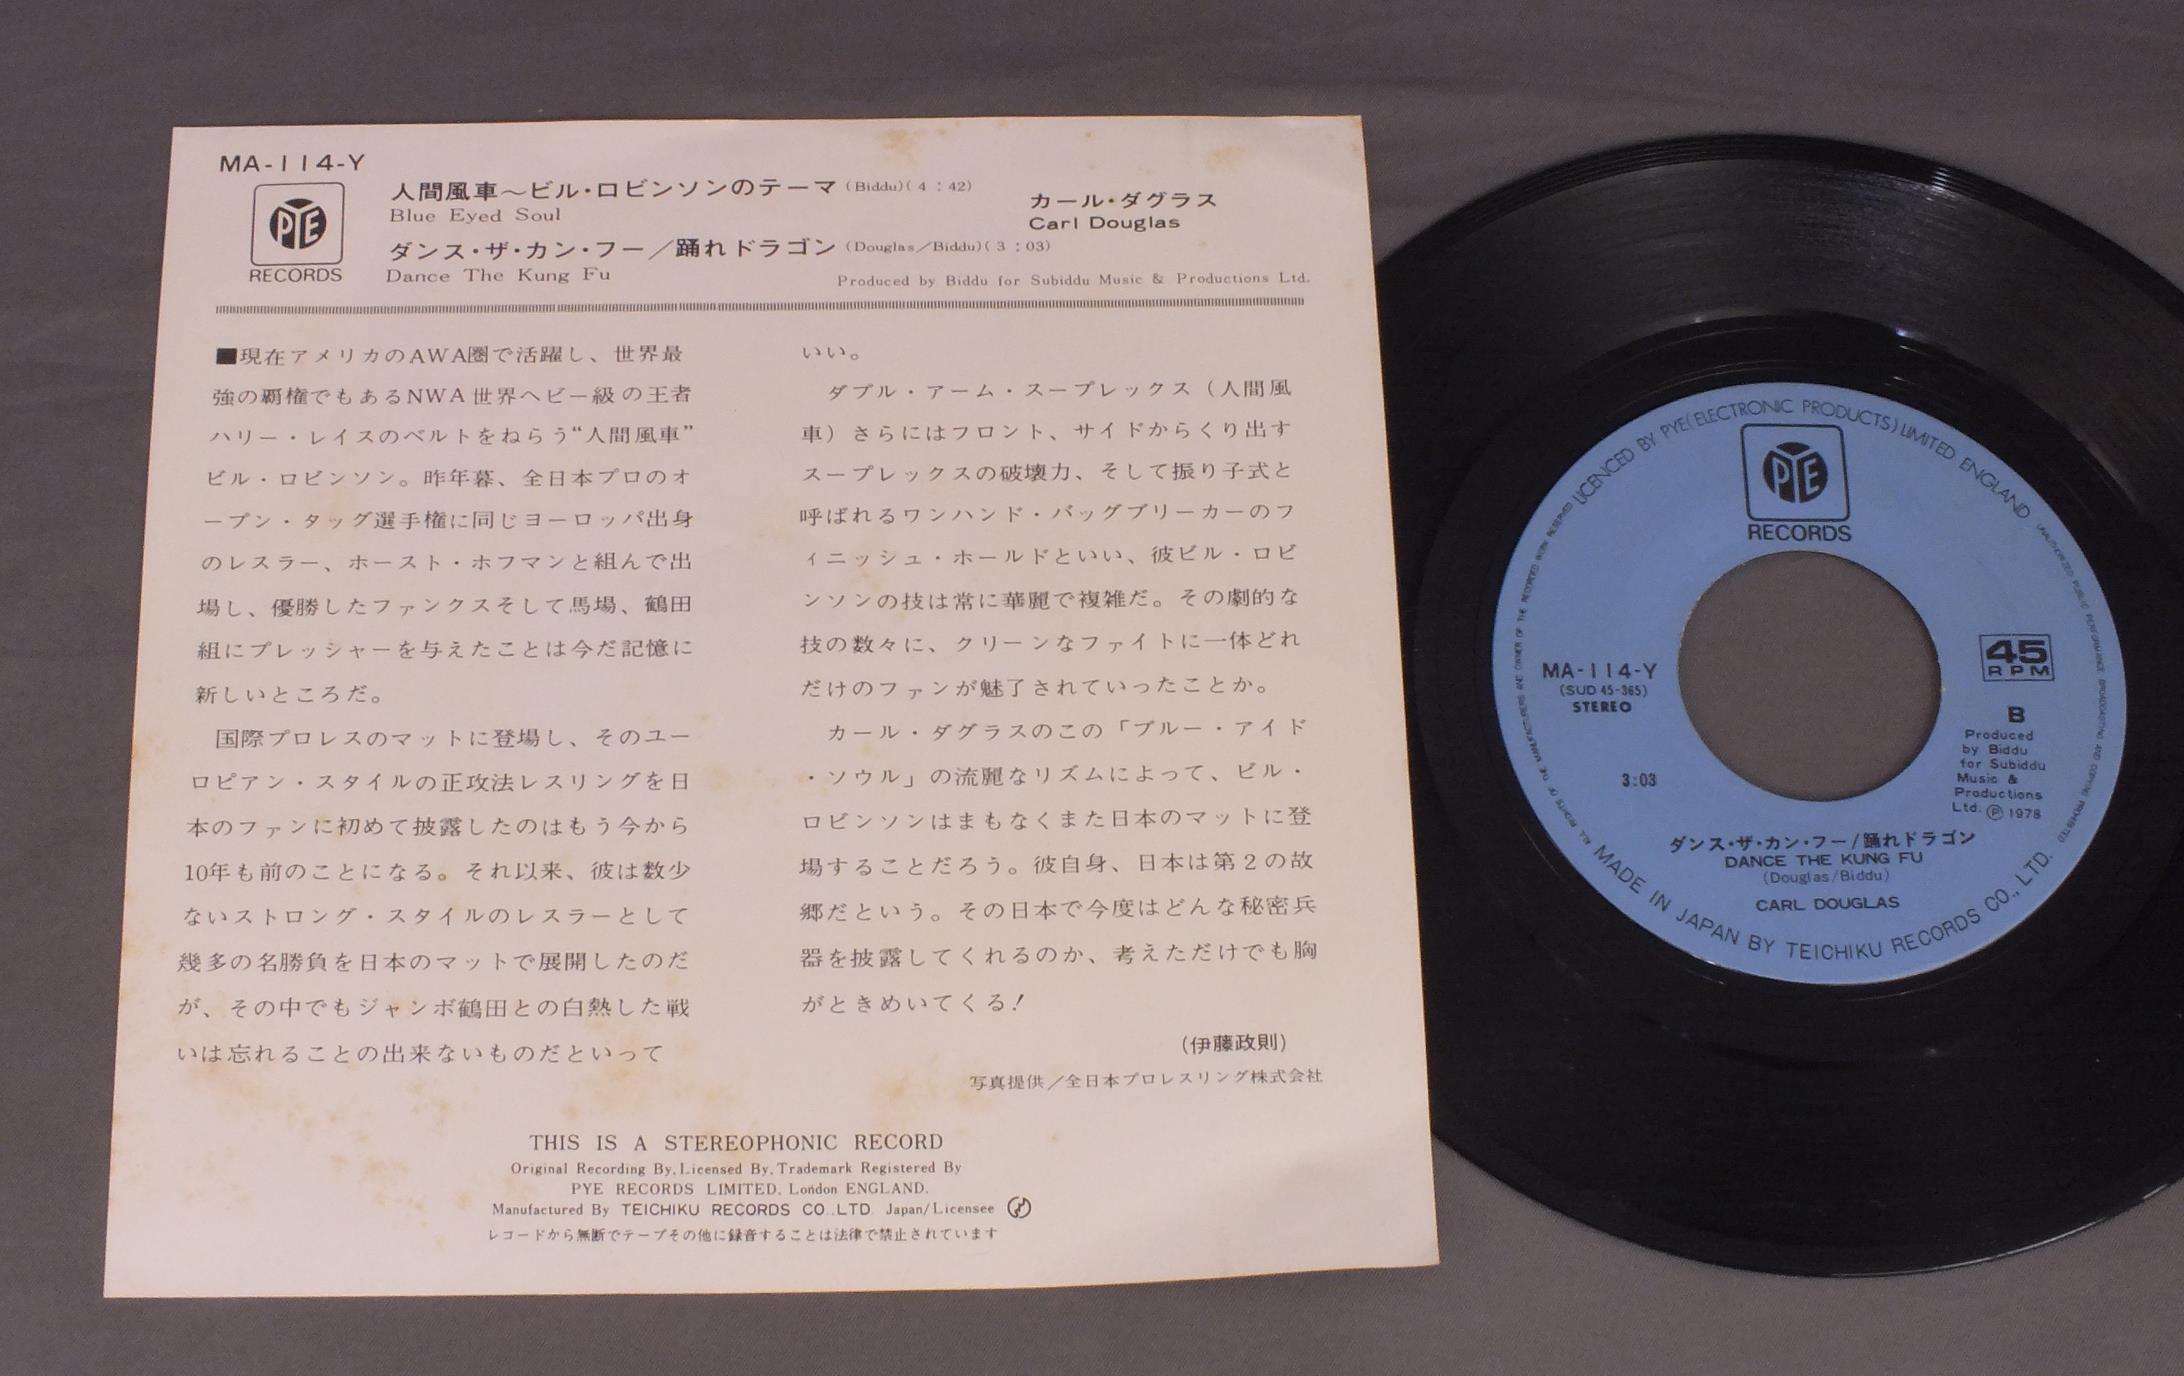 MA-114-Y
PYE
RECORDS
人間風車～ビル・ロビンソンのテーマ (Biddu)(4:42)
Blue Eyed Soul
ダンス・ザ・カン・フー／踊れドラゴン (Douglas／Biddu)(3:03)
Dance The Kung Fu
カール・ダグラス
Carl Douglas
Produced by Biddu for Subiddu Music & Productions Ltd.
■現在アメリカのAWA圏で活躍し、世界最
強の覇権でもあるNWA世界ヘビー級の王者
ハリー・レイスのベルトをねらう“人間風車”
ビル・ロビンソン。昨年暮、全日本プロのオ
ープン・タッグ選手権に同じヨーロッパ出身
のレスラー、ホースト・ホフマンと組んで出
場し、優勝したファンクスそして馬場、鶴田
組にプレッシャーを与えたことは今だ記憶に
新しいところだ。
国際プロレスのマットに登場し、そのユー
ロピアン・スタイルの正攻法レスリングを日
本のファンに初めて披露したのはもう今から
10年も前のことになる。それ以来、彼は数少
ないストロング・スタイルのレスラーとして
幾多の名勝負を日本のマットで展開したのだ
が、その中でもジャンボ鶴田との白熱した戦
いは忘れることの出来ないものだといって
いい。
ダブル・アーム・スープレックス（人間風
車）さらにはフロント、サイドからくり出す
スープレックスの破壊力、そして振り子式と
呼ばれるワンハンド・バッグブリーカーのフ
ィニッシュ・ホールドといい、彼ビル・ロビ
ンソンの技は常に華麗で複雑だ。その劇的な
技の数々に、クリーンなファイトに一体どれ
だけのファンが魅了されていったことか。
カール・ダグラスのこの「ブルー・アイド
・ソウル」の流麗なリズムによって、ビル・
ロビンソンはまもなくまた日本のマットに登
場することだろう。彼自身、日本は第2の故
郷だという。その日本で今度はどんな秘密兵
器を披露してくれるのか、考えただけでも胸
がときめいてくる!
(伊藤政則)
写真提供／全日本プロレスリング株式会社
THIS IS A STEREOPHONIC RECORD
Original Recording By, Licensed By, Trademark Registered By
PYE RECORDS LIMITED, London ENGLAND.
Manufactured By TEICHIKU RECORDS CO.,LTD. Japan/Licensee
レコードから無断でテープその他に録音することは法律で禁止されています
LICENCED BY PYE (ELECTRONIC PRODUCTS) LIMITED ENGLAND
UNAUTHORIZED PUBLIC PERFORMANCE BROADCASTING AND COPYING PROHIBITED
ALL RIGHTS OF THE MANUFACTURERS AND OWNER OF THE RECORDED WORK RESERVED
PYE
RECORDS
MA-114-Y
(SUD 45-365)
STEREO
3:03
45
RPM
B
Produced
by Biddu
for Subiddu
Music &
Productions
Ltd. Ⓟ 1978
ダンス・ザ・カン・フー/踊れドラゴン
DANCE THE KUNG FU
(Douglas/Biddu)
CARL DOUGLAS
MADE IN JAPAN BY TEICHIKU RECORDS CO., LTD.